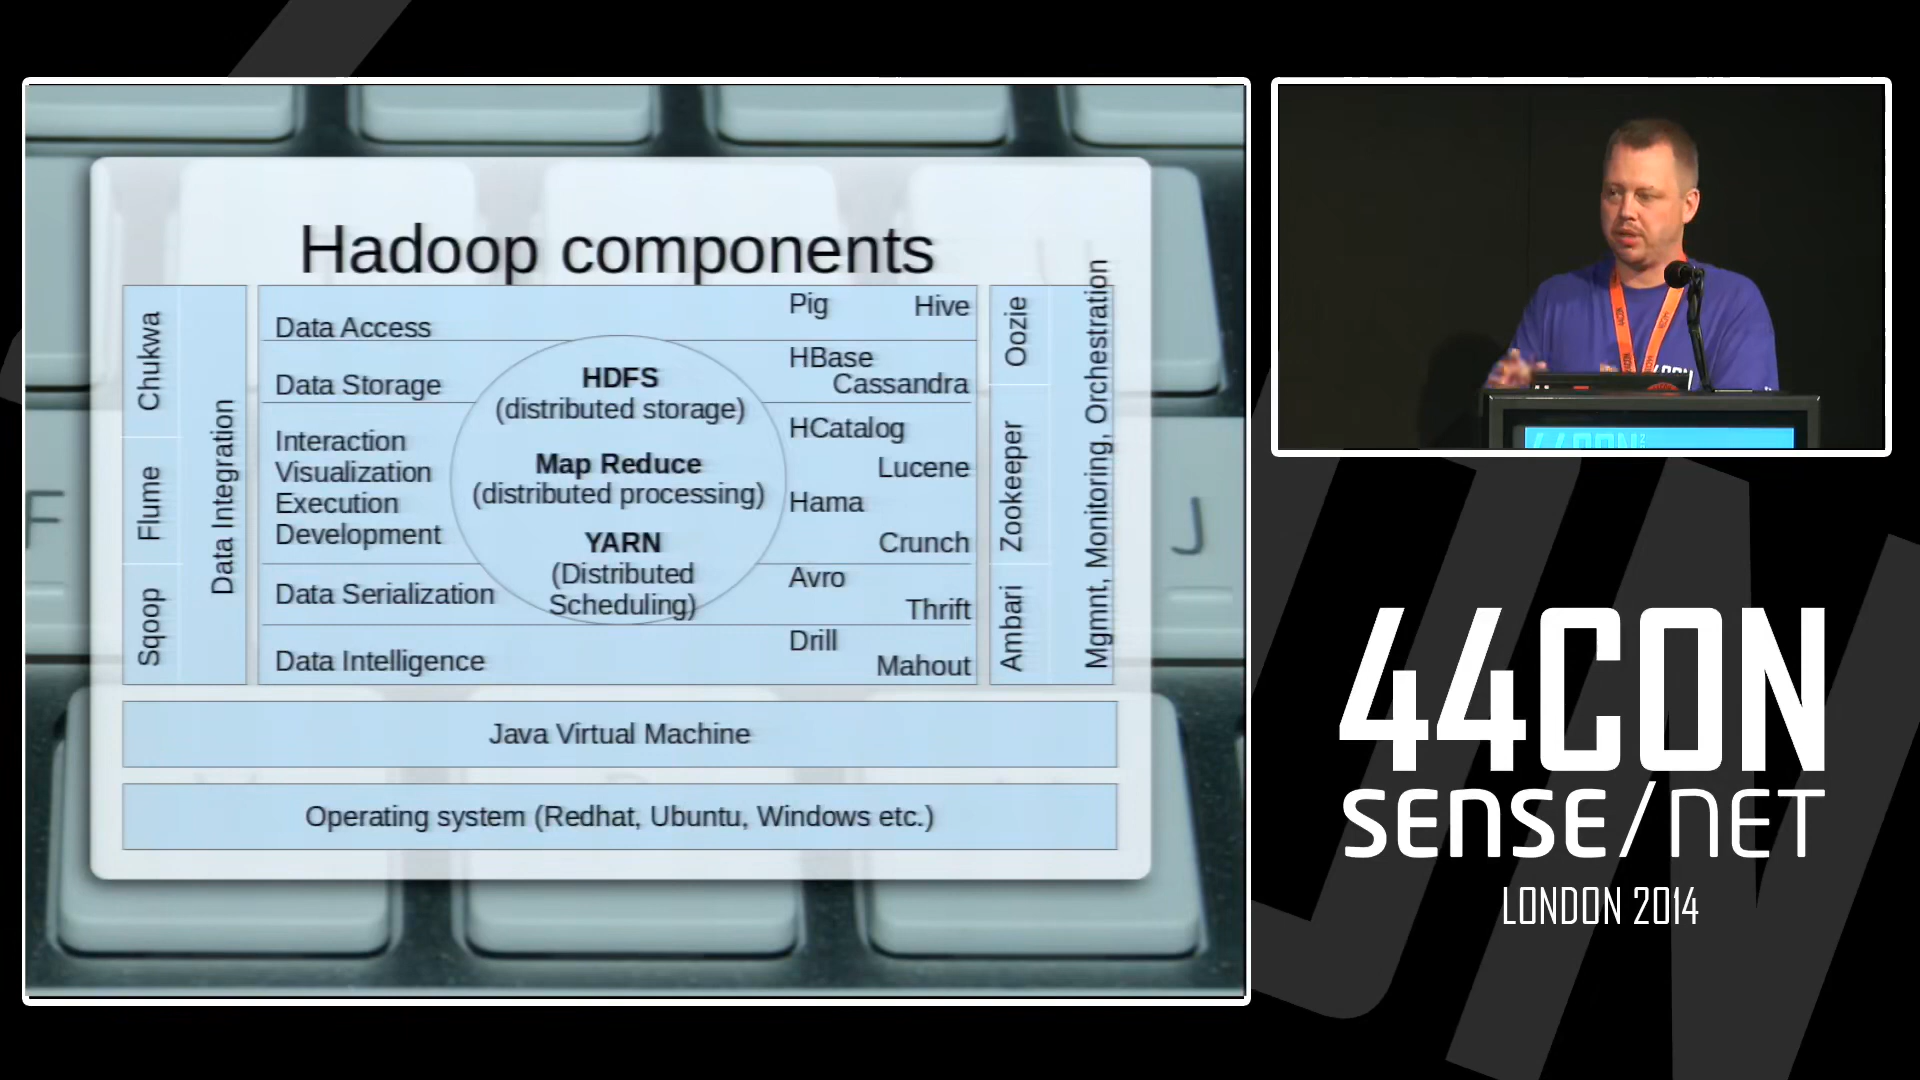 Hadoop components
Chukwa
Flume
Sqoop
Data Integration
Data Access
Pig
Hive
Data Storage
HBase
Cassandra
Interaction
Visualization
Execution
Development
HCatalog
Lucene
Hama
Crunch
Data Serialization
Avro
Thrift
Data Intelligence
Drill
Mahout
HDFS
(distributed storage)
Map Reduce
(distributed processing)
YARN
(Distributed
Scheduling)
Oozie
Zookeeper
Ambari
Mgmnt, Monitoring, Orchestration
Java Virtual Machine
Operating system (Redhat, Ubuntu, Windows etc.)
F
J
44CON
44CON
SENSE/NET
LONDON 2014